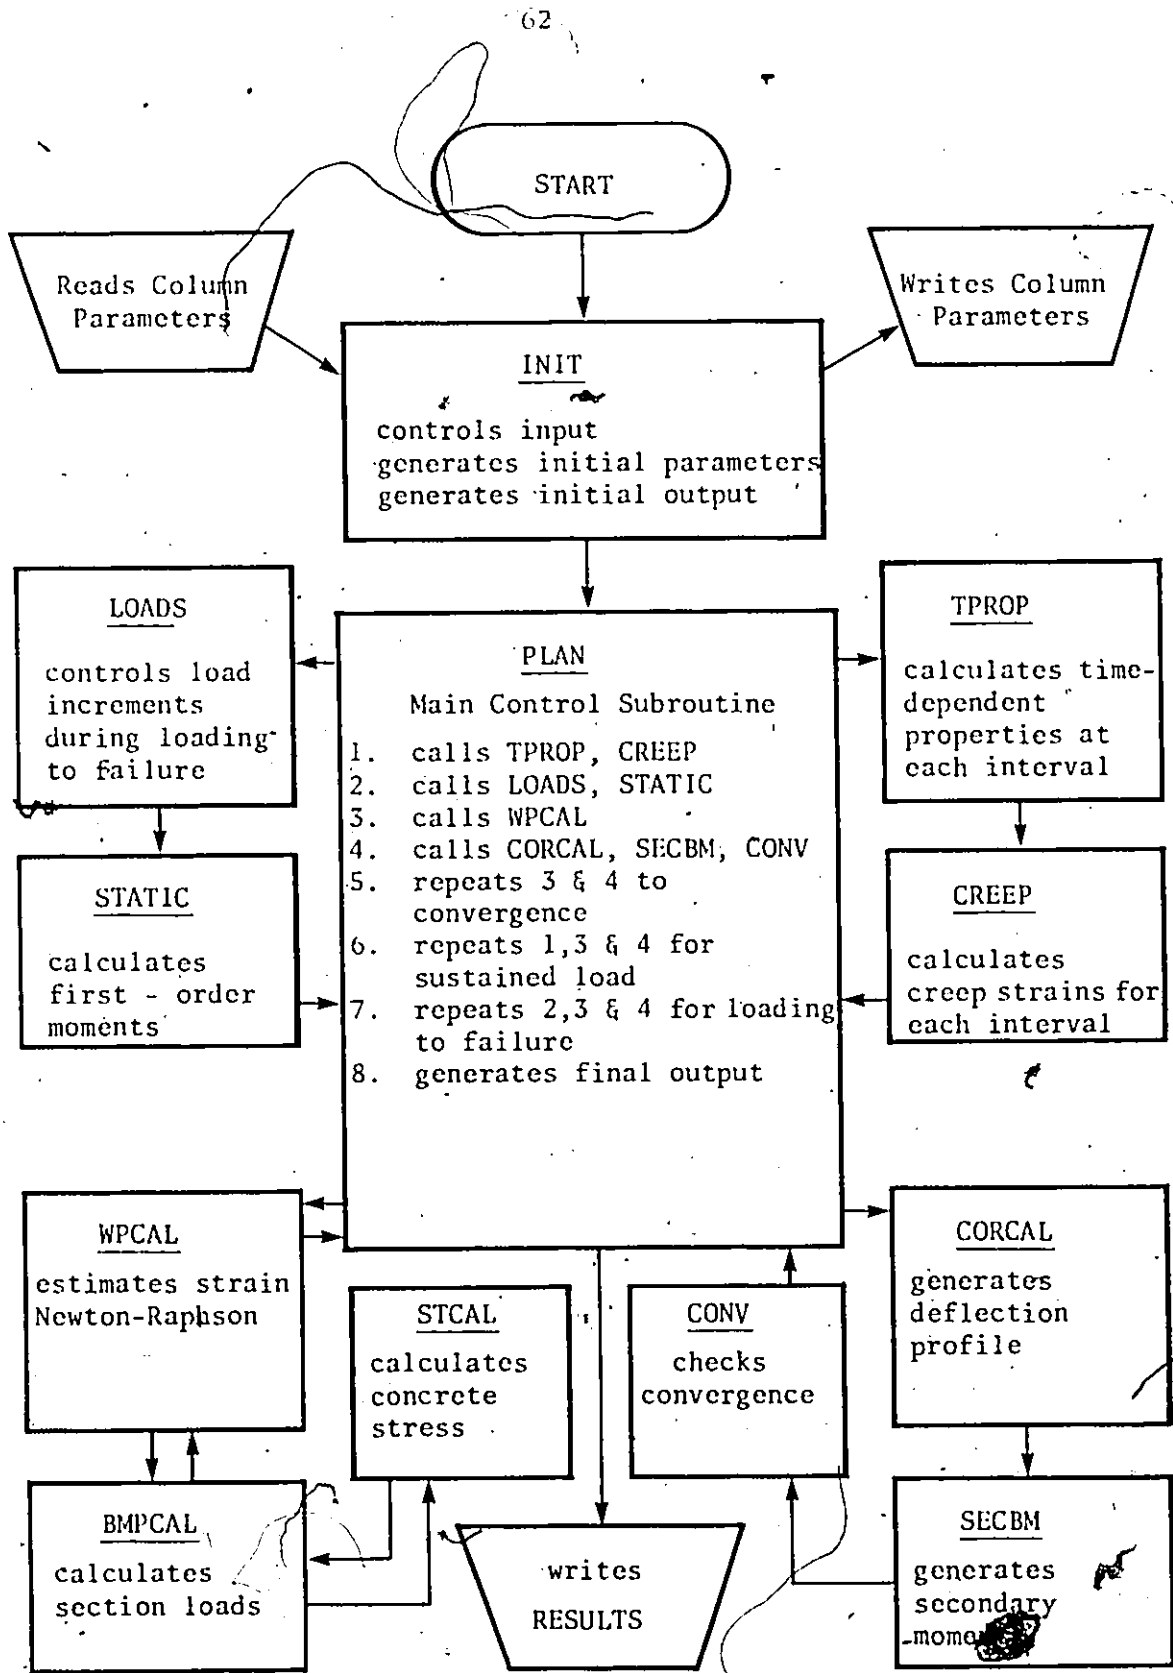 62
START
Reads Column
Parameters
Writes Column
Parameters
INIT
controls input
generates initial parameters
generates initial output
LOADS
controls load
increments
during loading
to failure
TPROP
calculates time-
dependent
properties at
each interval
PLAN
Main Control Subroutine
1. calls TPROP, CREEP
2. calls LOADS, STATIC
3. calls WPCAL
4. calls CORCAL, SECBM, CONV
5. repeats 3 & 4 to
convergence
6. repeats 1,3 & 4 for
sustained load
7. repeats 2,3 & 4 for loading
to failure
8. generates final output
STATIC
calculates
first - order
moments
CREEP
calculates
creep strains for
each interval
WPCAL
estimates strain
Newton-Raphson
STCAL
calculates
concrete
stress
CONV
checks
convergence
CORCAL
generates
deflection
profile
BMPCAL
calculates
section loads
writes
RESULTS
SECBM
generates
secondary